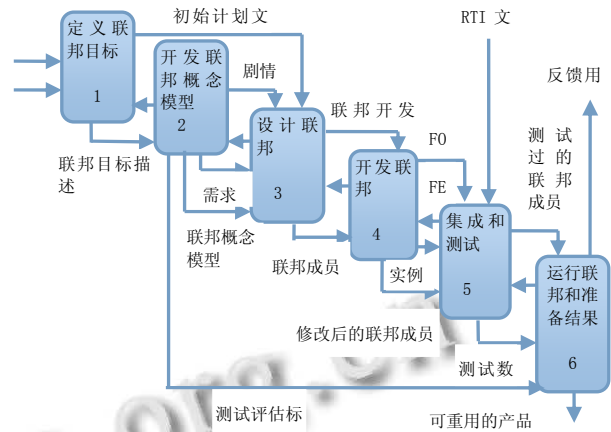 初始计划文
RTI 文
定义联
邦目标
1
开发联
邦概念
模型
2
剧情
反馈用
联邦开发
设计联
邦
3
FO
测试
过的
联邦
成员
联邦目标描
述
开发联
邦
4
FE
需求
集成和
测试
5
联邦概念
模型
联邦成员
实例
运行联
邦和准
备结果
6
修改后的联邦成员
测试数
测试评估标
可重用的产品